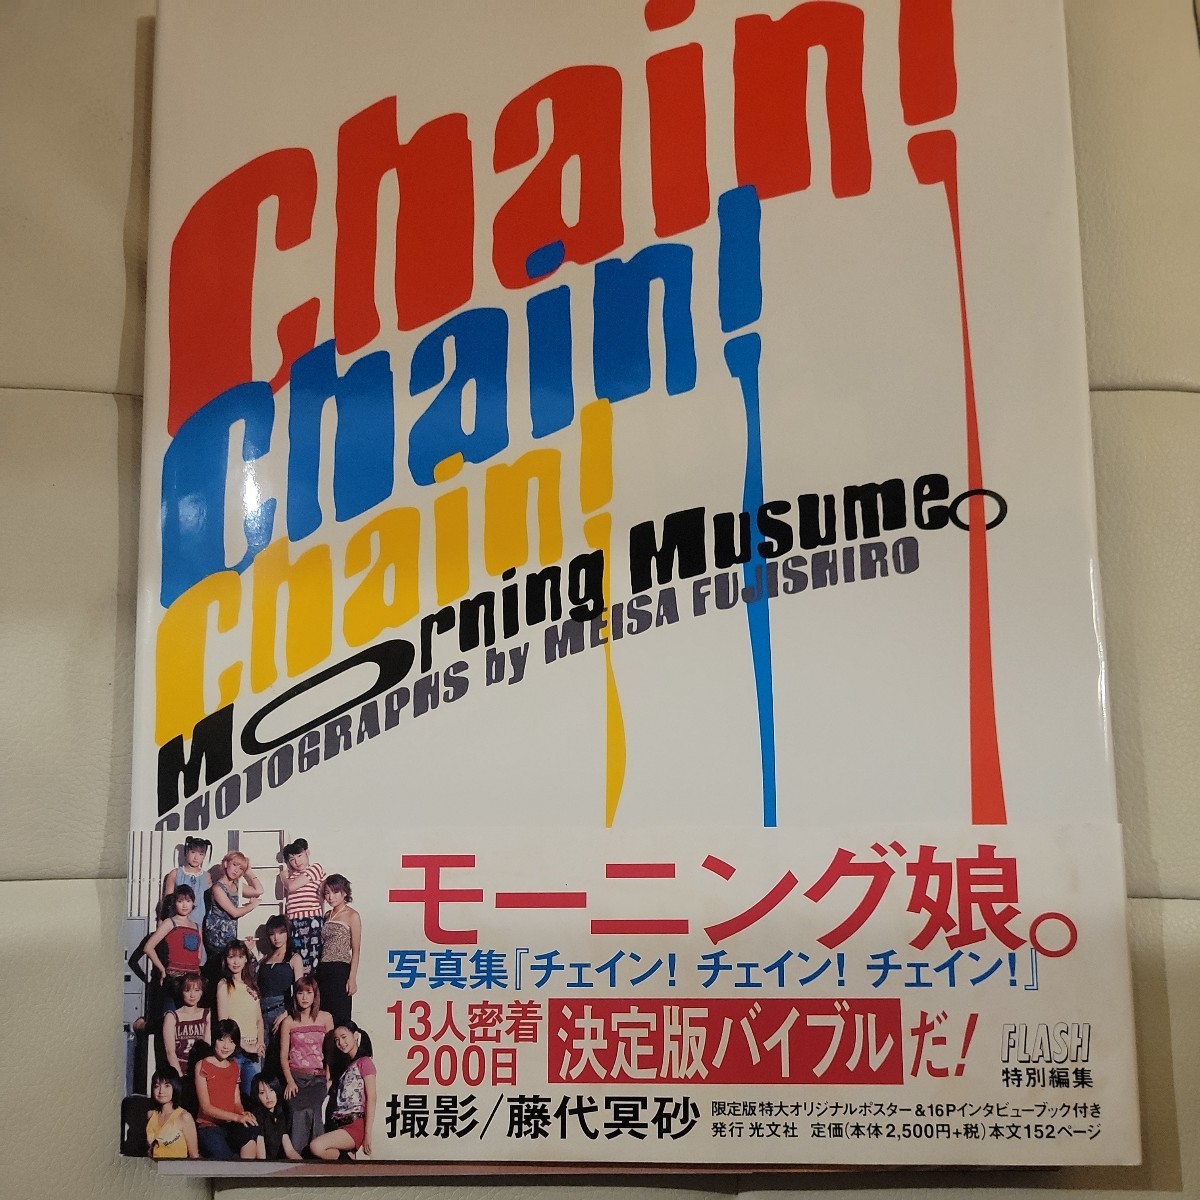 Chain!
Chain!
Chain!
Morning Musume。
PHOTOGRAPHS by MEISA FUJISHIRO
モーニング娘。
写真集『チェイン! チェイン! チェイン!』
13人密着
200日
決定版バイブルだ!
FLASH
特別編集
撮影/藤代冥砂
限定版特大オリジナルポスター&16Pインタビューブック付き
発行 光文社 定価(本体2,500円+税)本文152ページ